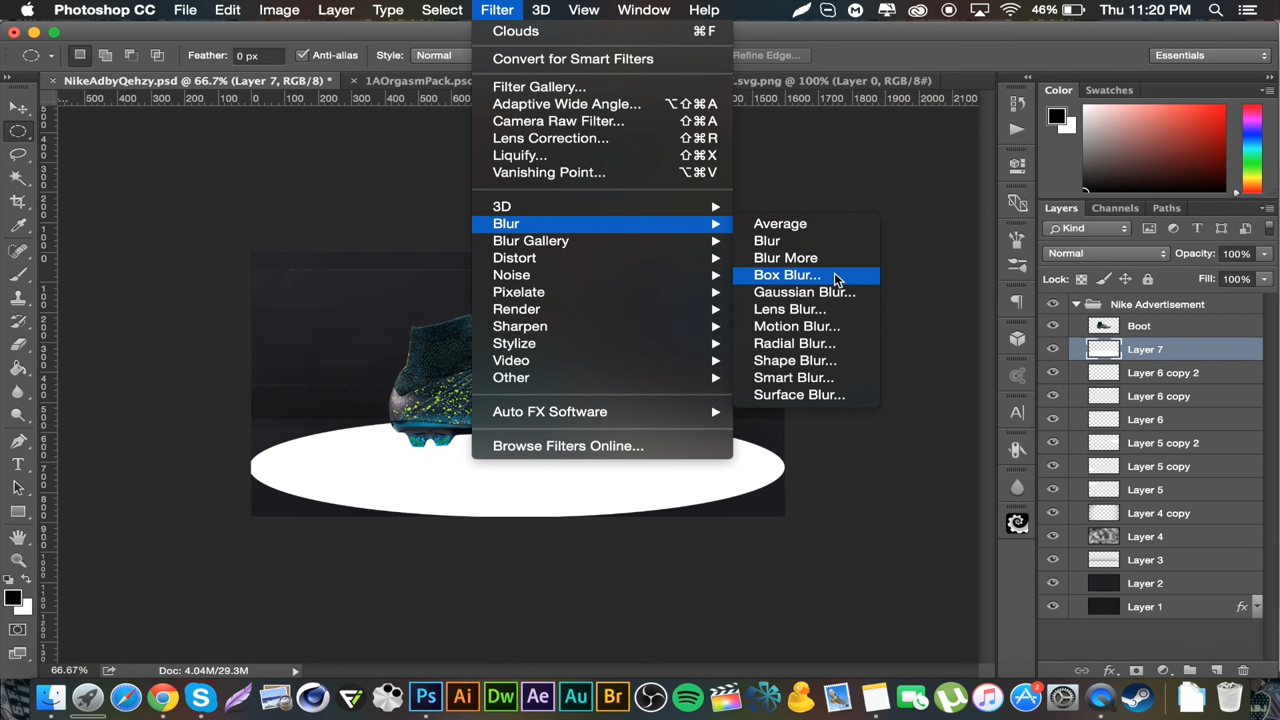 Photoshop CC File Edit Image Layer Type Select Filter 3D View Window Help 46% Thu 11:20 PM
Feather: 0 px Anti-alias Style: Normal Refine Edge... Essentials
NikeAdbyQehzy.psd @ 66.7% (Layer 7, RGB/8) * 1AOrgasmPack.psd .svg.png @ 100% (Layer 0, RGB/8#)
500 400 300 200 100 0 100 200 300 400 500 600 1500 1600 1700 1800 1900 2000 2100
Clouds ⌘F
Convert for Smart Filters
Filter Gallery...
Adaptive Wide Angle... ⌥⇧⌘A
Camera Raw Filter... ⇧⌘A
Lens Correction... ⇧⌘R
Liquify... ⇧⌘X
Vanishing Point... ⌥⌘V
3D
Blur
Blur Gallery
Distort
Noise
Pixelate
Render
Sharpen
Stylize
Video
Other
Auto FX Software
Browse Filters Online...
Average
Blur
Blur More
Box Blur...
Gaussian Blur...
Lens Blur...
Motion Blur...
Radial Blur...
Shape Blur...
Smart Blur...
Surface Blur...
Color Swatches
Layers Channels Paths
Kind
Normal Opacity: 100%
Lock: Fill: 100%
Nike Advertisement
Boot
Layer 7
Layer 6 copy 2
Layer 6 copy
Layer 6
Layer 5 copy 2
Layer 5 copy
Layer 5
Layer 4 copy
Layer 4
Layer 3
Layer 2
Layer 1 fx
66.67% Doc: 4.04M/29.3M
Ps Ai Dw Ae Au Br 2